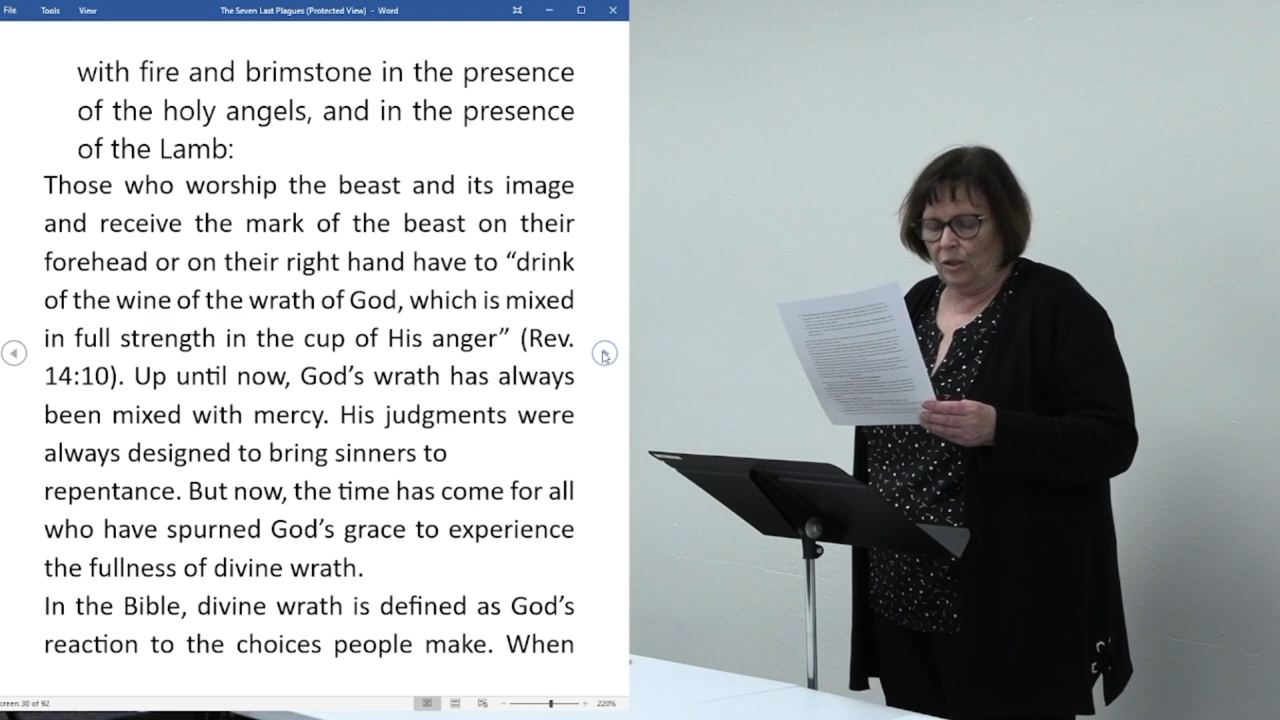 File Tools View The Seven Last Plagues (Protected View) - Word
with fire and brimstone in the presence
of the holy angels, and in the presence
of the Lamb:
Those who worship the beast and its image
and receive the mark of the beast on their
forehead or on their right hand have to “drink
of the wine of the wrath of God, which is mixed
in full strength in the cup of His anger” (Rev.
14:10). Up until now, God’s wrath has always
been mixed with mercy. His judgments were
always designed to bring sinners to
repentance. But now, the time has come for all
who have spurned God’s grace to experience
the fullness of divine wrath.
In the Bible, divine wrath is defined as God’s
reaction to the choices people make. When
creen 30 of 92 220%